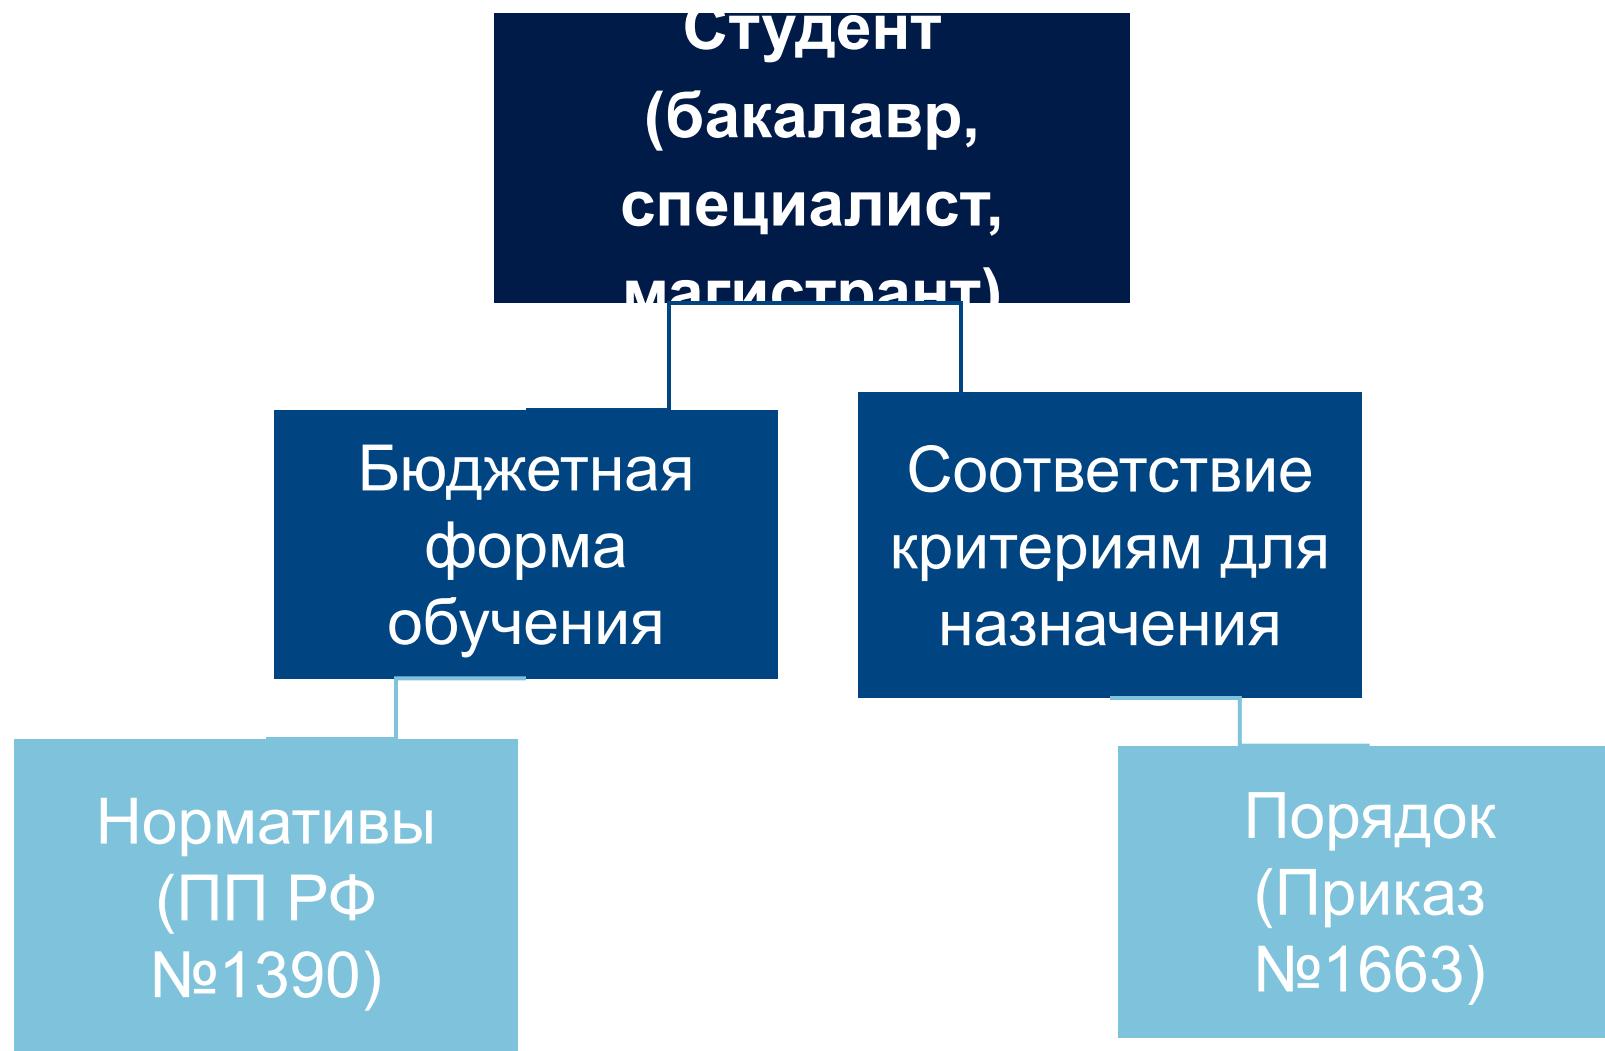 Студент
(бакалавр,
специалист,
магистрант)
Бюджетная
форма
обучения
Соответствие
критериям для
назначения
Нормативы
(ПП РФ
№1390)
Порядок
(Приказ
№1663)